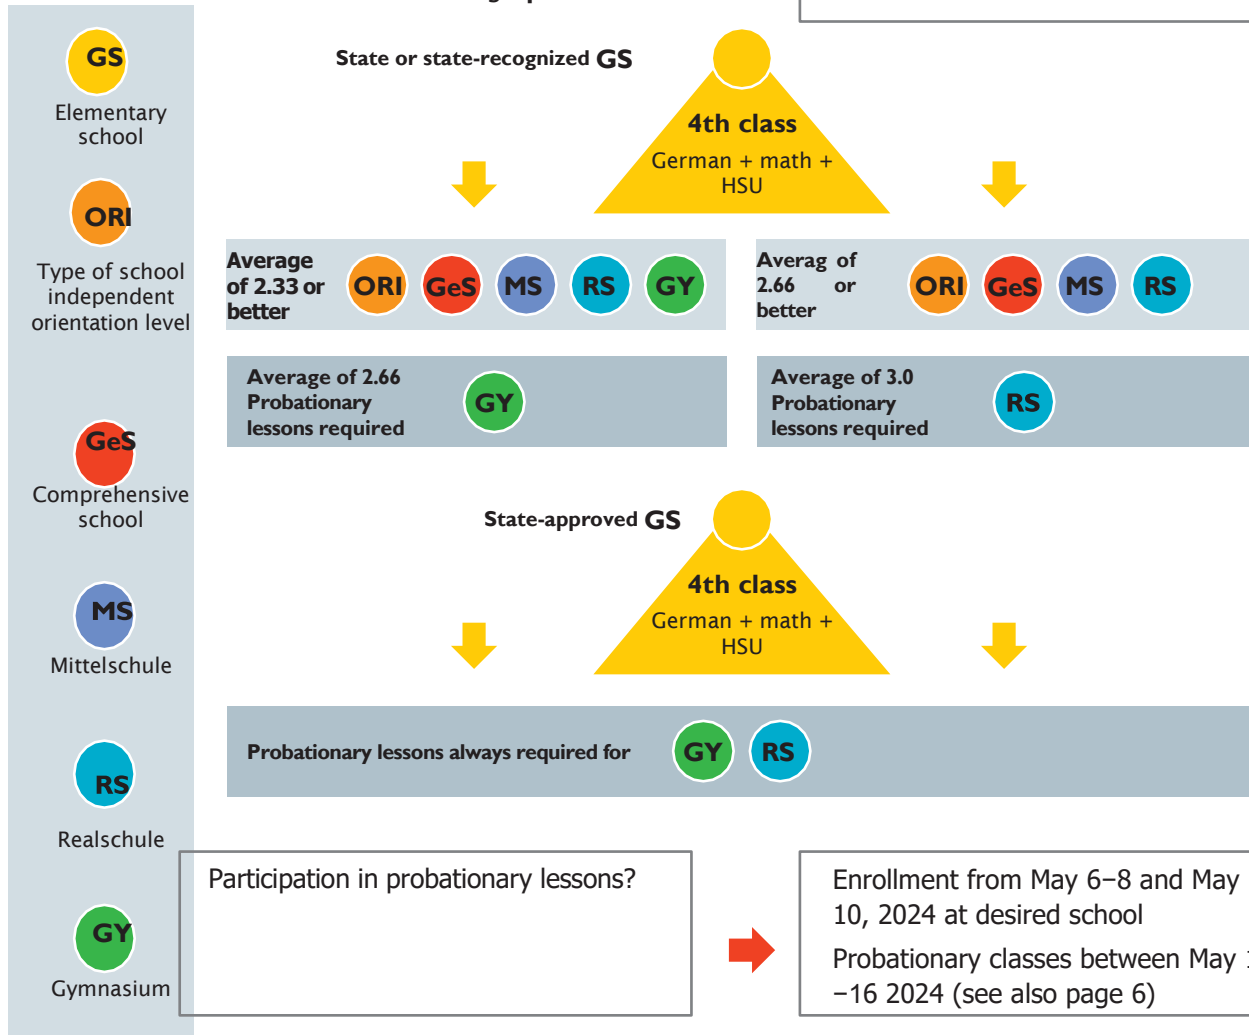 GS
Elementary
school
ORI
Type of school
independent
orientation level
GeS
Comprehensive
school
MS
Mittelschule
RS
Realschule
GY
Gymnasium
State or state-recognized GS
4th class
German + math +
HSU
Average
of 2.33 or
better
ORI GeS MS RS GY
Averag of
2.66 or
better
ORI GeS MS RS
Average of 2.66
Probationary
lessons required
GY
Average of 3.0
Probationary
lessons required
RS
State-approved GS
4th class
German + math +
HSU
Probationary lessons always required for GY RS
Participation in probationary lessons?
Enrollment from May 6–8 and May
10, 2024 at desired school
Probationary classes between May
–16 2024 (see also page 6)